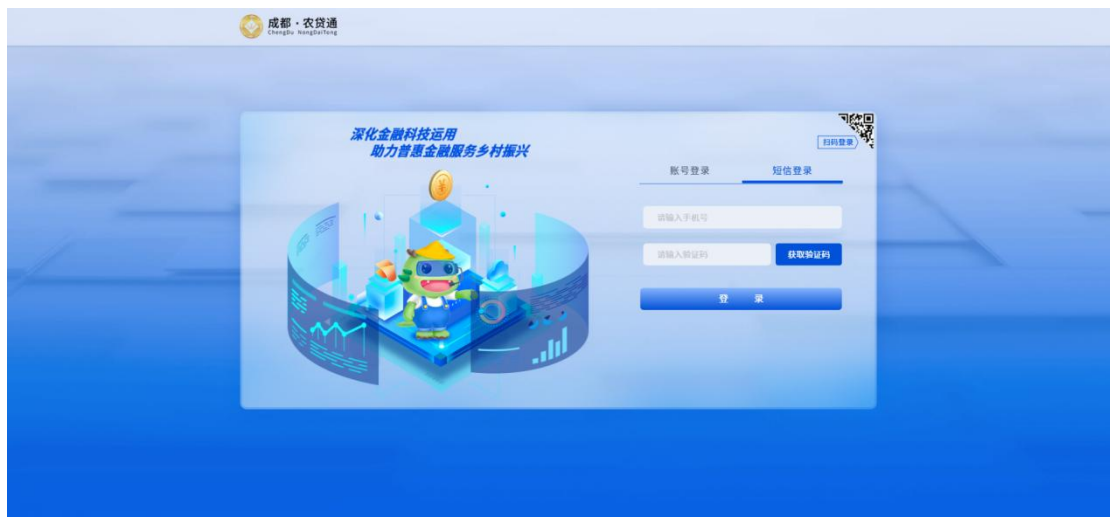 成都·农贷通
ChengDu NongDaiTong
深化金融科技运用
助力普惠金融服务乡村振兴
扫码登录
账号登录
短信登录
请输入手机号
请输入验证码
获取验证码
登 录